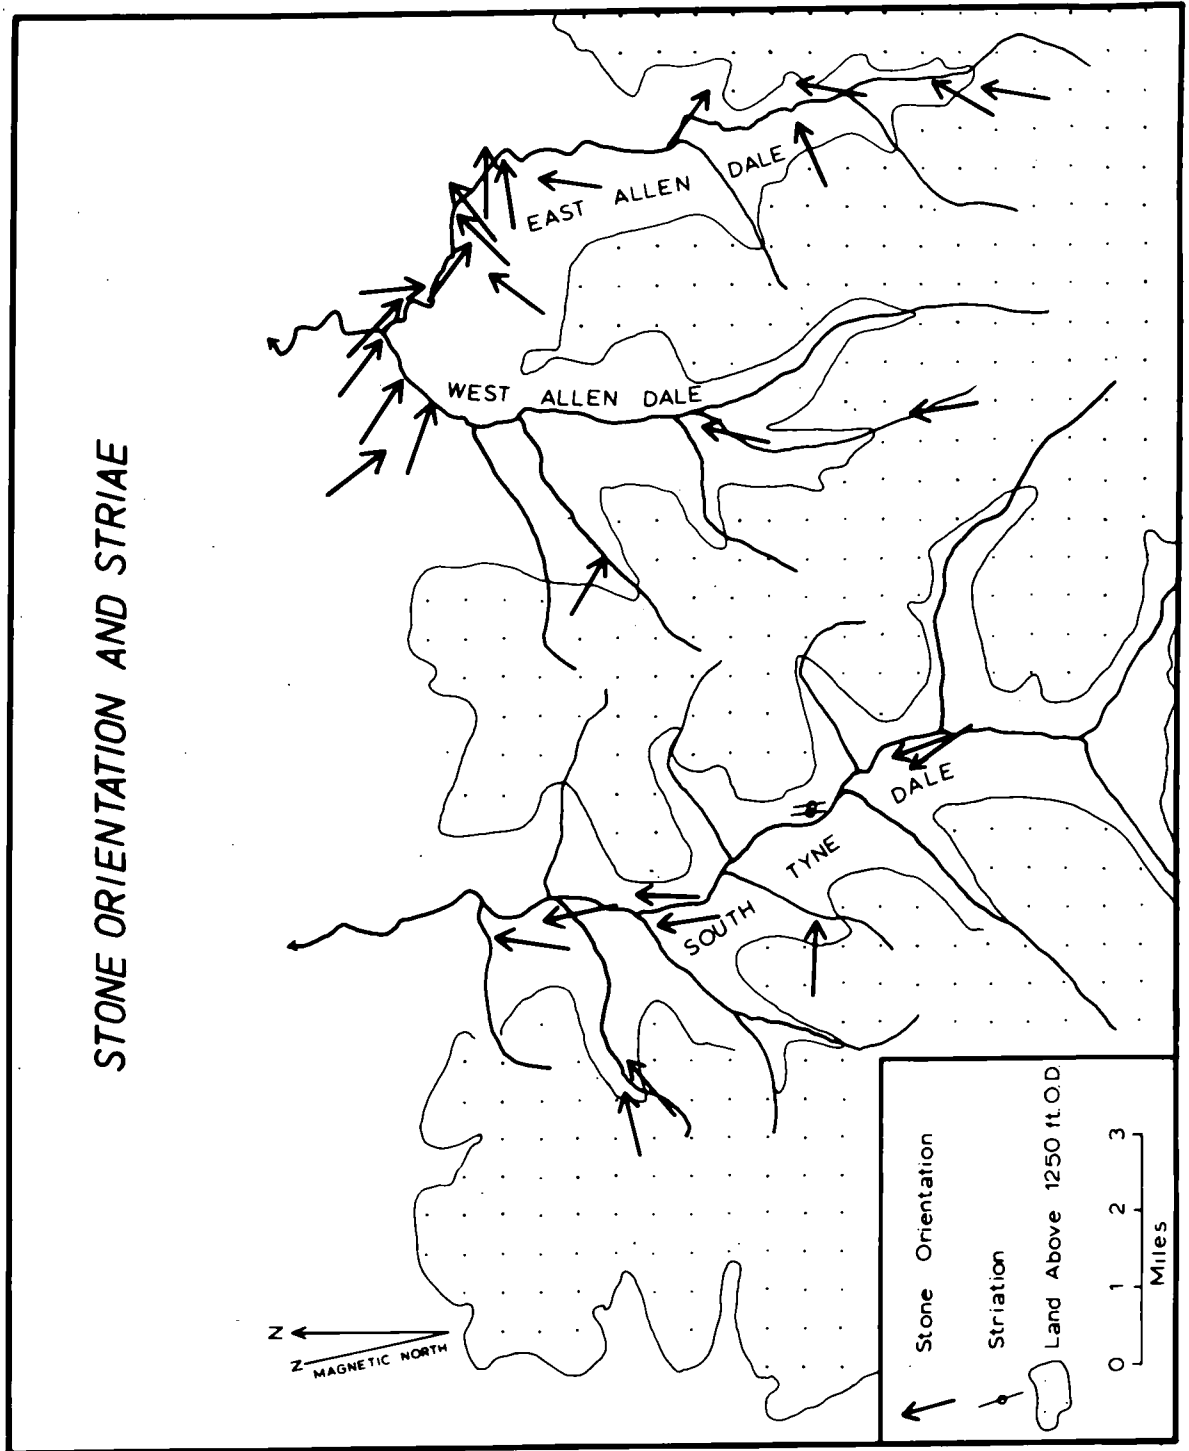 STONE ORIENTATION AND STRIAE
N
N
MAGNETIC NORTH
SOUTH
TYNE
DALE
WEST ALLEN DALE
EAST ALLEN DALE
Stone Orientation
Striation
Land Above 1250 ft. O.D.
0 1 2 3
Miles